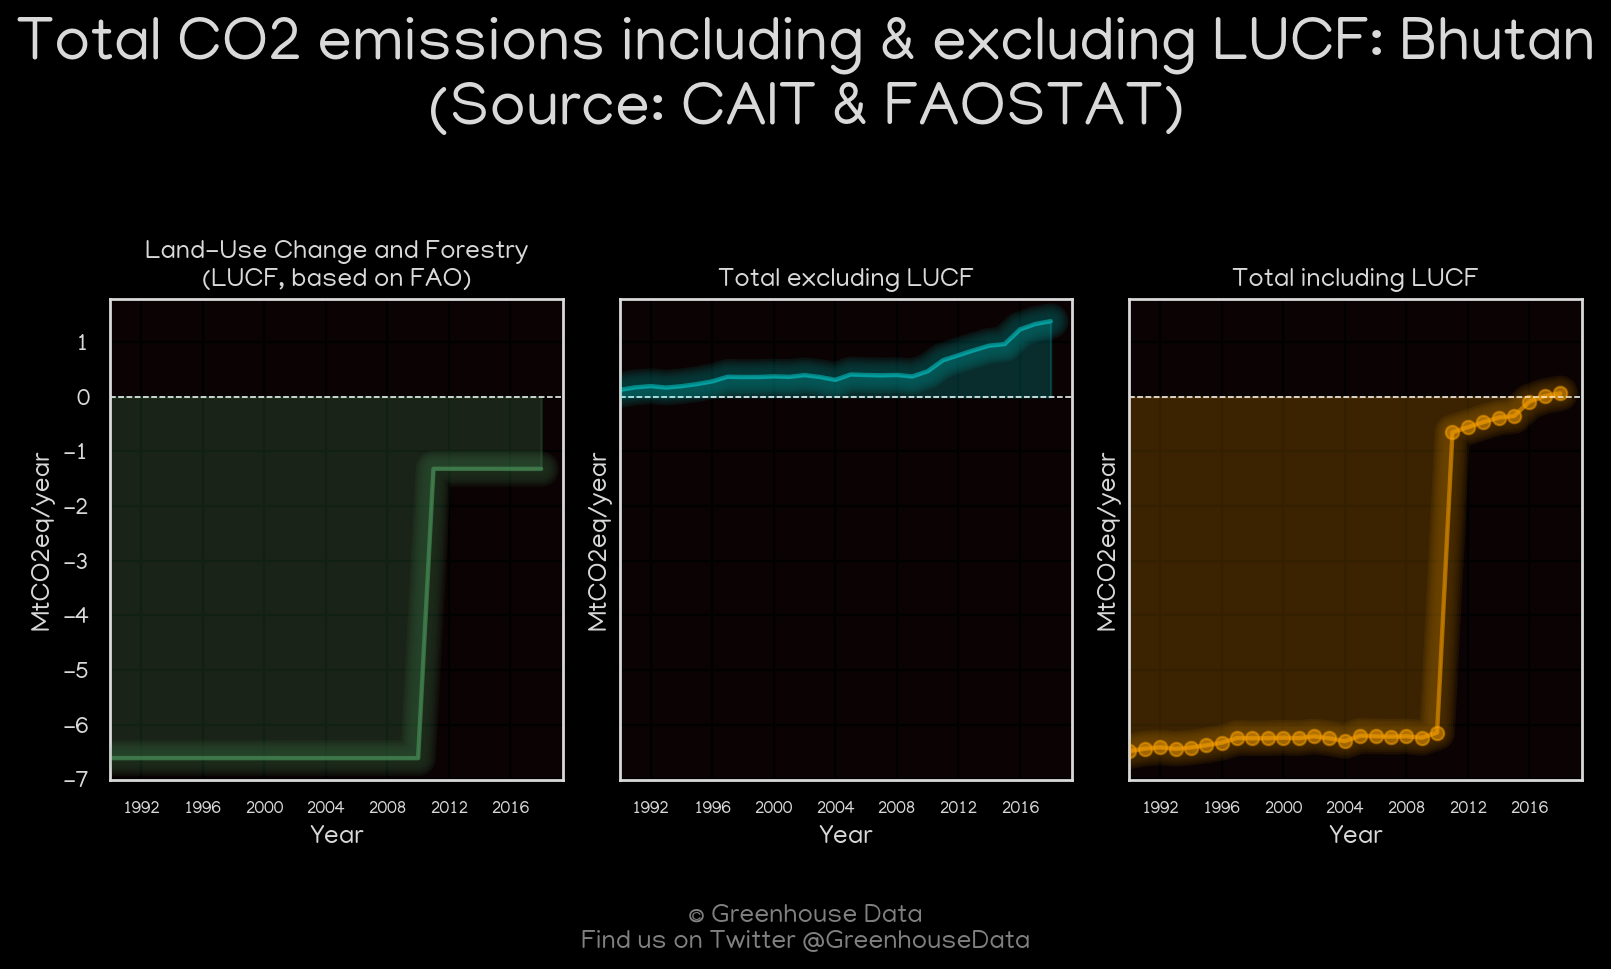 Total CO2 emissions including & excluding LUCF: Bhutan
(Source: CAIT & FAOSTAT)
Land-Use Change and Forestry
(LUCF, based on FAO)
Total excluding LUCF
Total including LUCF
1
0
-1
-2
-3
-4
-5
-6
-7
MtCO2eq/year
MtCO2eq/year
MtCO2eq/year
1992 1996 2000 2004 2008 2012 2016
1992 1996 2000 2004 2008 2012 2016
1992 1996 2000 2004 2008 2012 2016
Year
Year
Year
© Greenhouse Data
Find us on Twitter @GreenhouseData